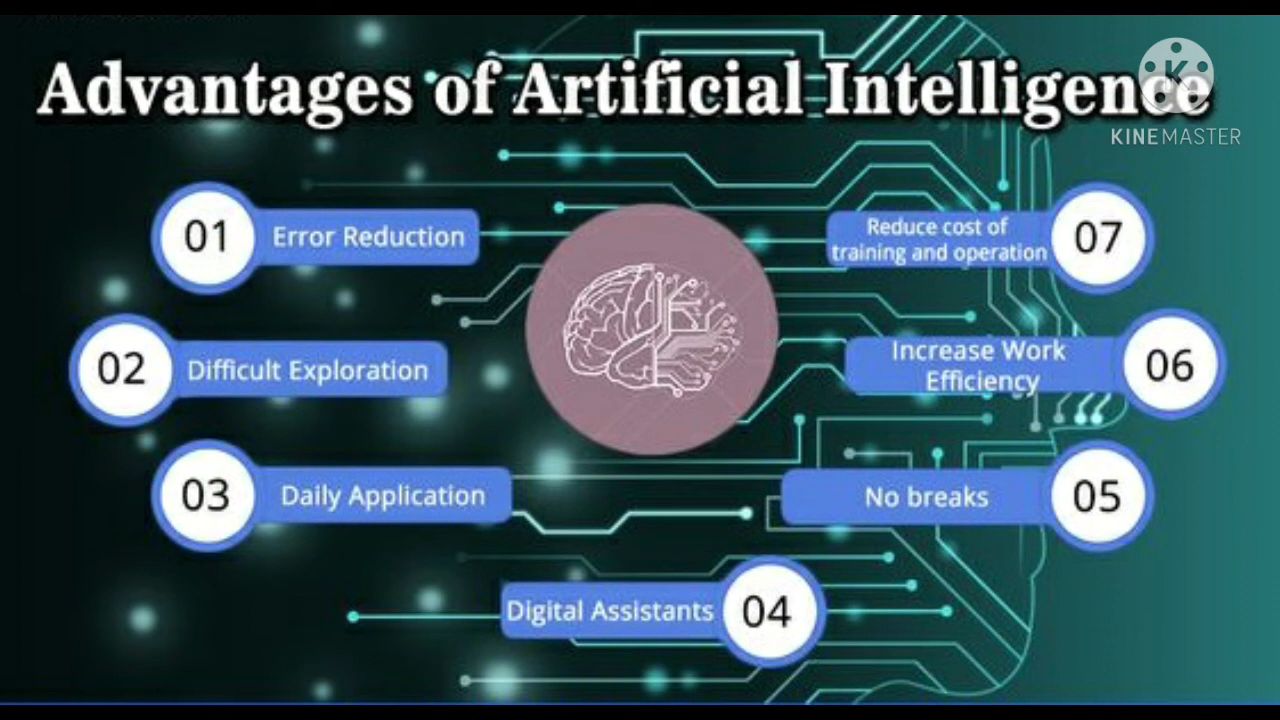 Advantages of Artificial Intelligence
KINEMASTER
01
Error Reduction
02
Difficult Exploration
03
Daily Application
Digital Assistants
04
No breaks
05
Increase Work
Efficiency
06
Reduce cost of
training and operation
07